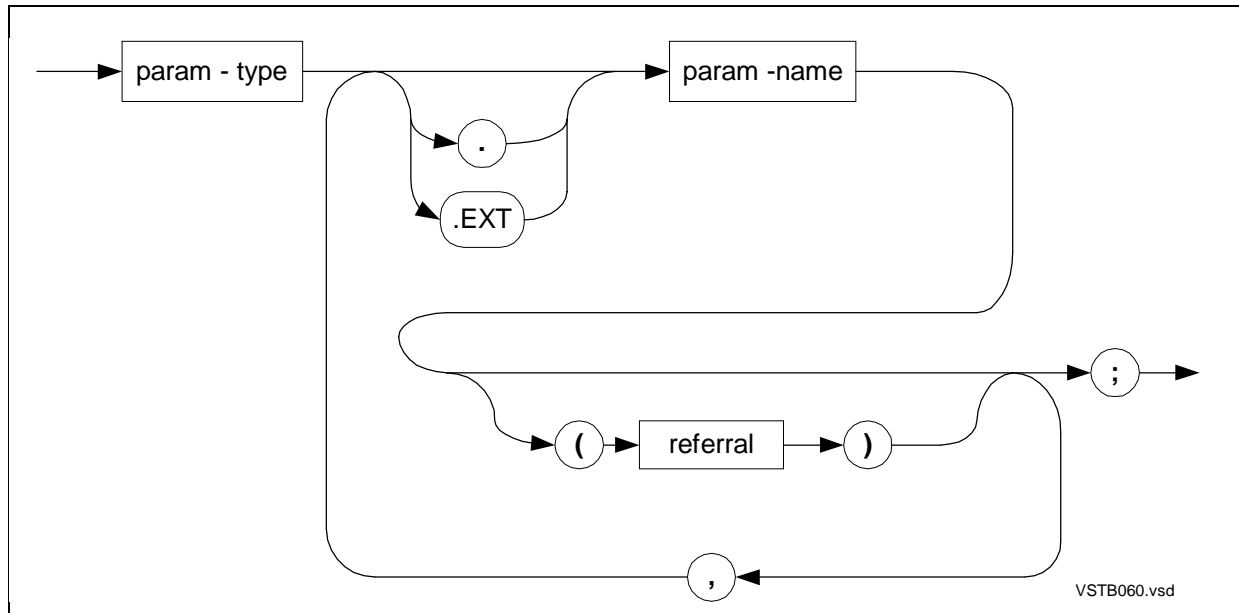 param - type
param -name
.
.EXT
;
( referral )
,
VSTB060.vsd